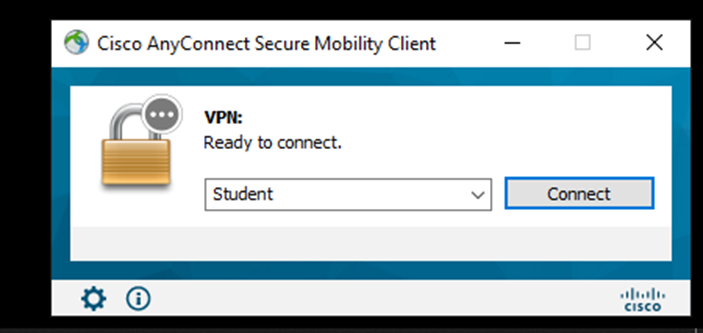 Cisco AnyConnect Secure Mobility Client
VPN:
Ready to connect.
Student
Connect
CISCO